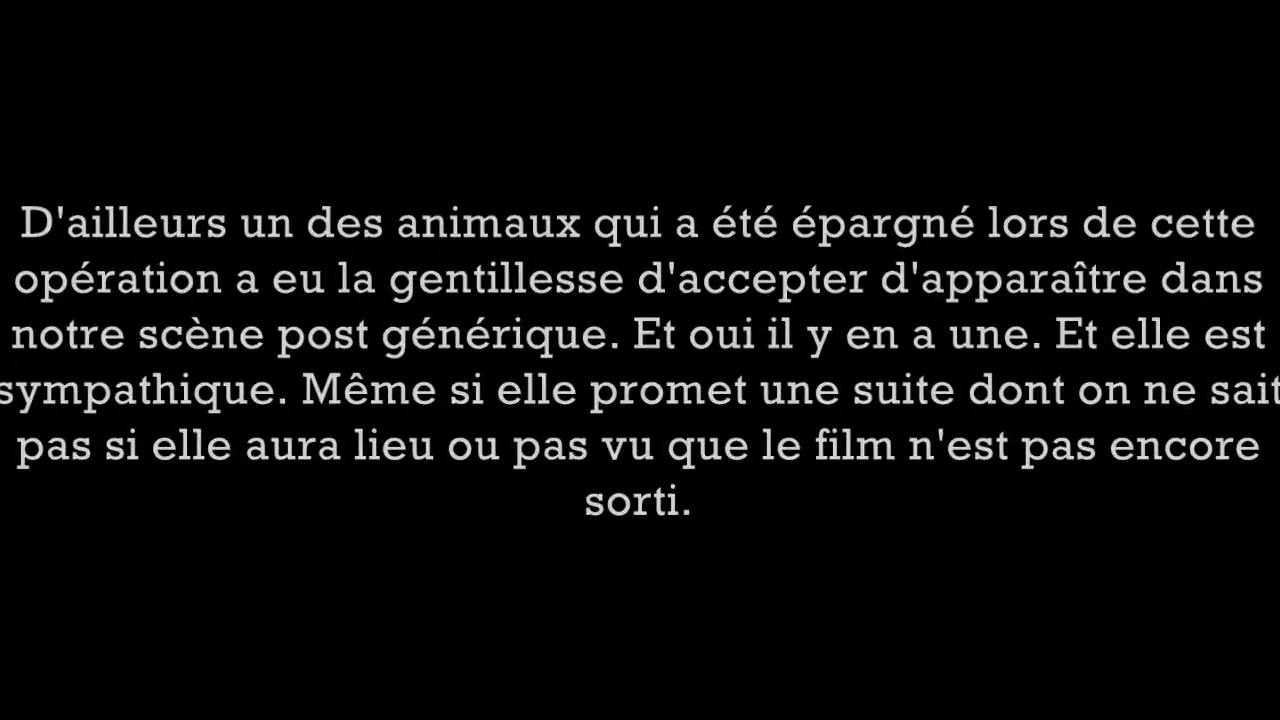 D'ailleurs un des animaux qui a été épargné lors de cette
opération a eu la gentillesse d'accepter d'apparaître dans
notre scène post générique. Et oui il y en a une. Et elle est
sympathique. Même si elle promet une suite dont on ne sait
pas si elle aura lieu ou pas vu que le film n'est pas encore
sorti.